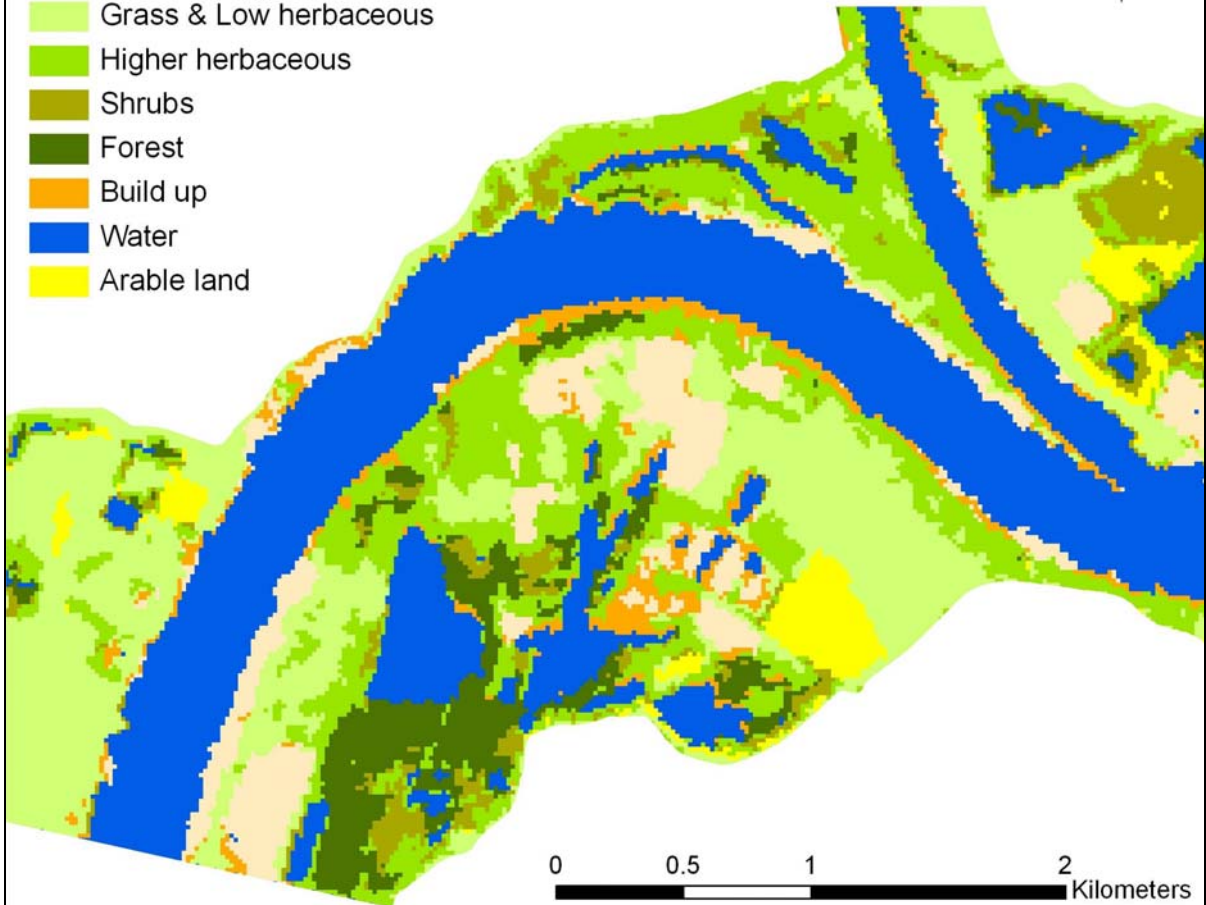 Grass & Low herbaceous
Higher herbaceous
Shrubs
Forest
Build up
Water
Arable land
0 0.5 1 2
Kilometers